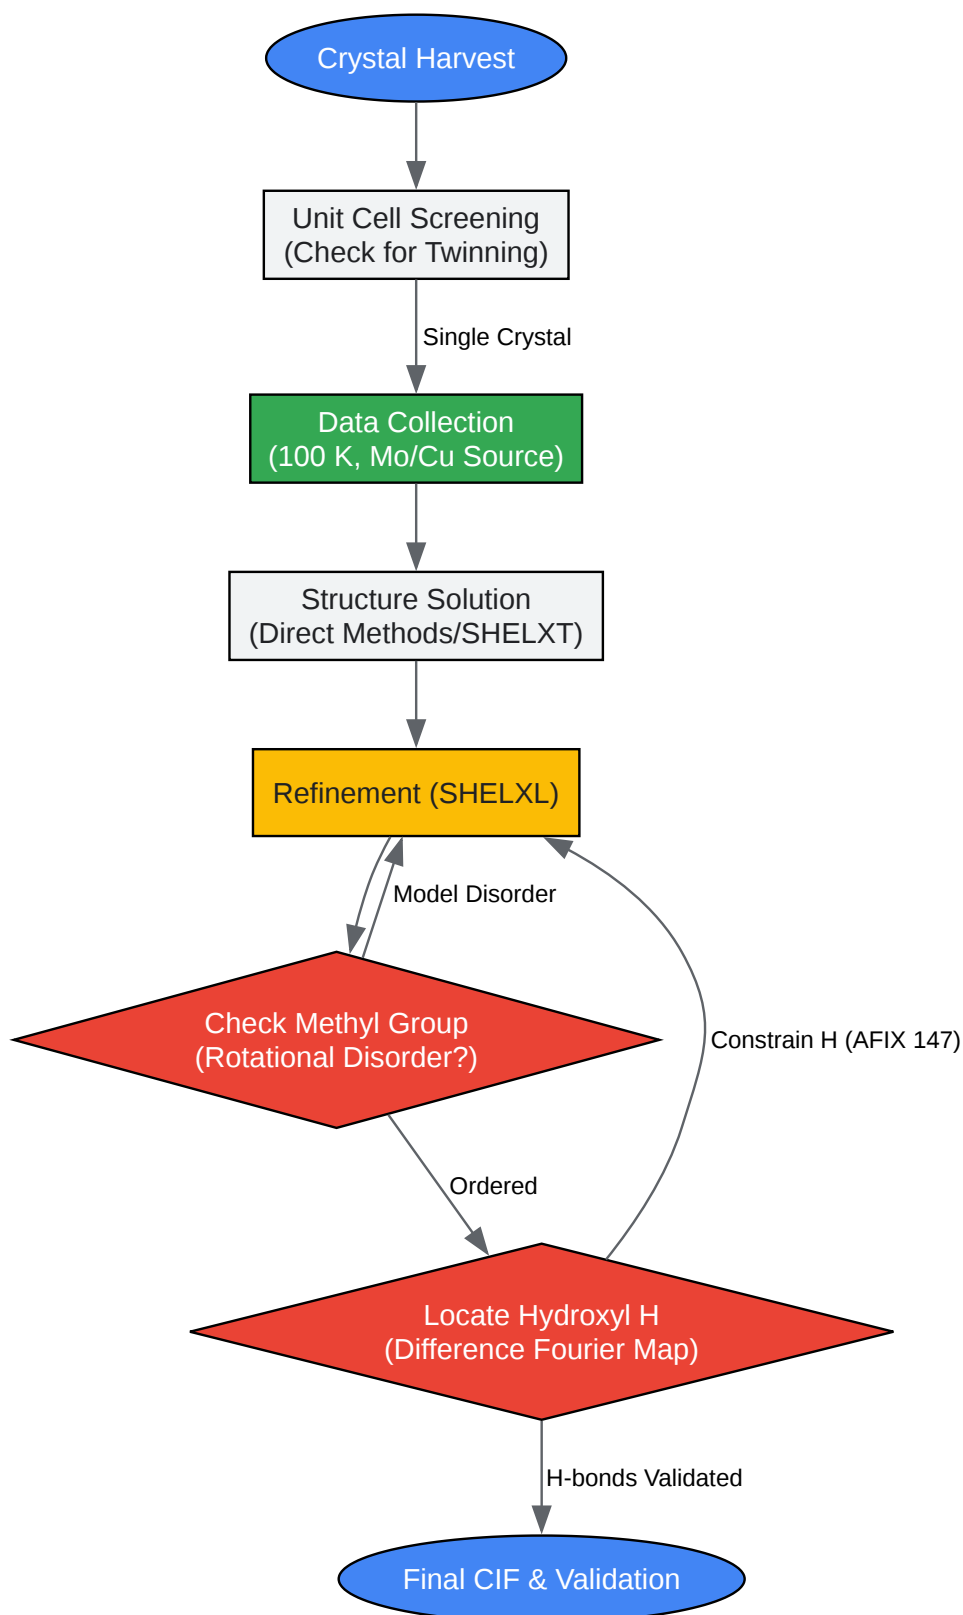 Crystal Harvest
Unit Cell Screening
(Check for Twinning)
Single Crystal
Data Collection
(100 K, Mo/Cu Source)
Structure Solution
(Direct Methods/SHELXT)
Refinement (SHELXL)
Model Disorder
Check Methyl Group
(Rotational Disorder?)
Constrain H (AFIX 147)
Ordered
Locate Hydroxyl H
(Difference Fourier Map)
H-bonds Validated
Final CIF & Validation